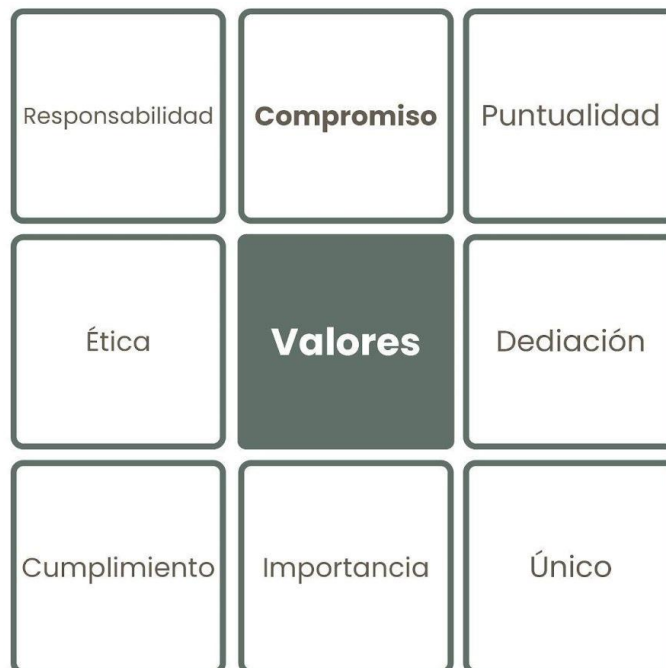 Responsabilidad
Compromiso
Puntualidad
Ética
Valores
Dediación
Cumplimiento
Importancia
Único